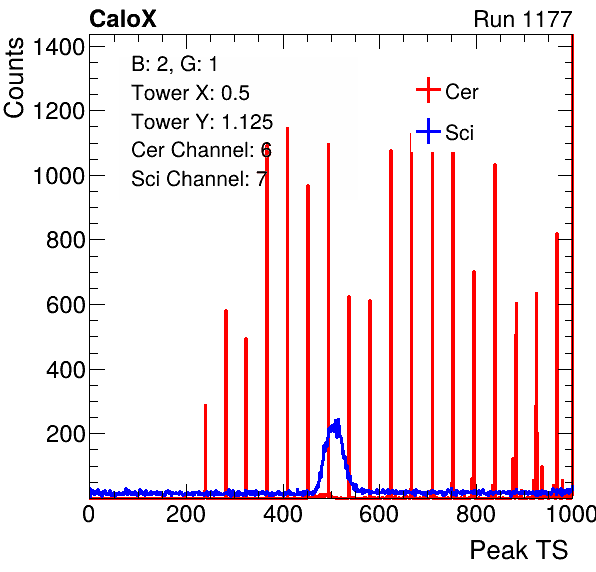 CaloX Run 1177
Counts
1400
1200
1000
800
600
400
200
B: 2, G: 1
Tower X: 0.5
Tower Y: 1.125
Cer Channel: 6
Sci Channel: 7
Cer
Sci
0 200 400 600 800 1000
Peak TS